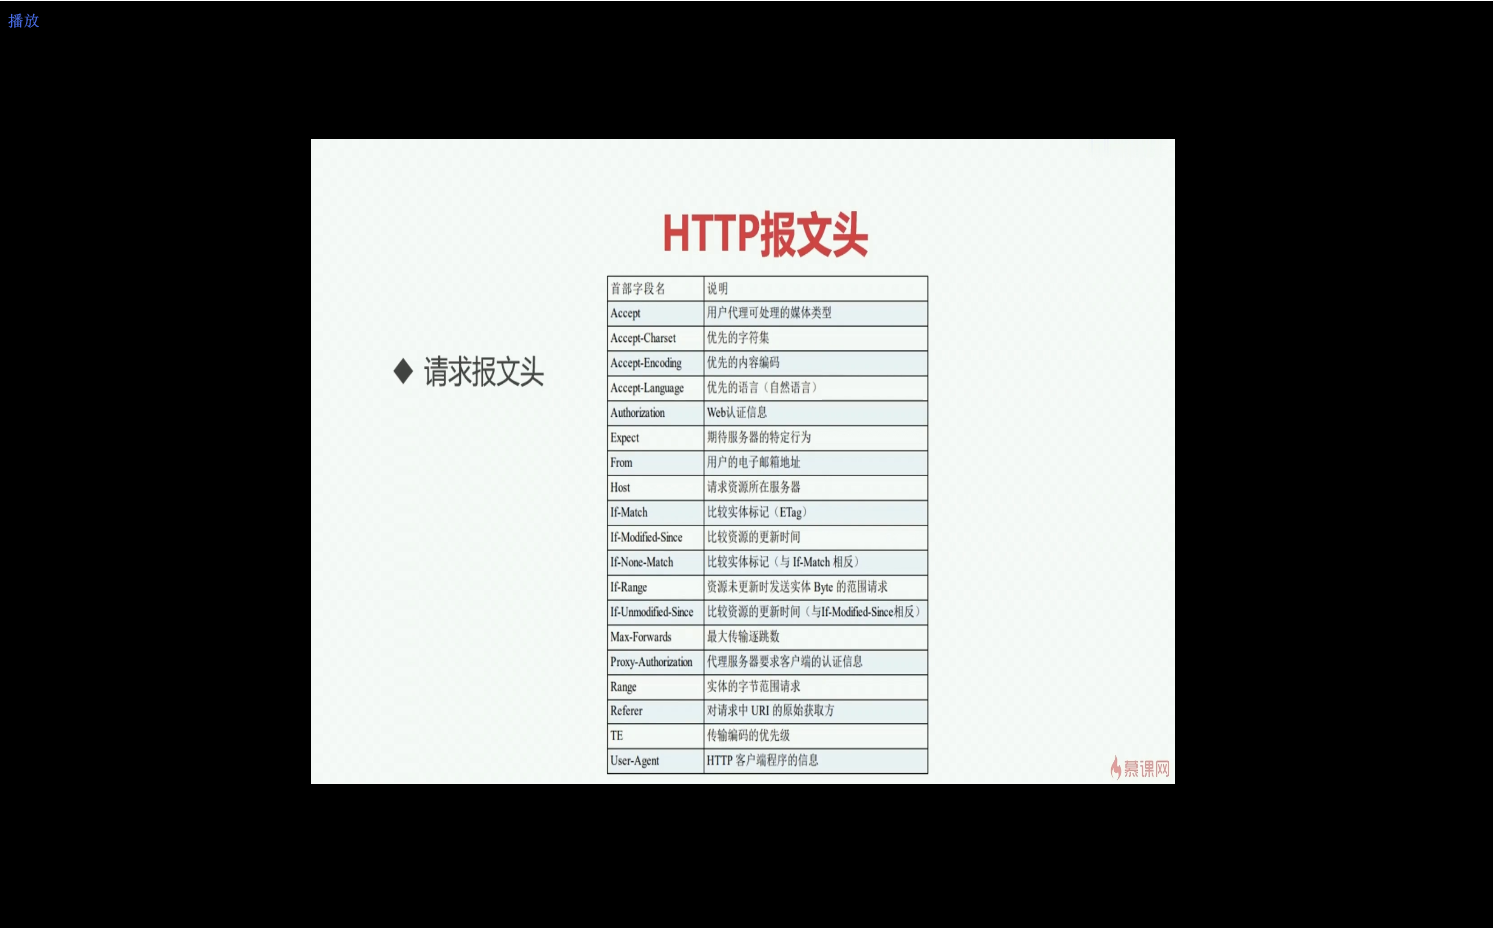 播放
HTTP报文头
◆ 请求报文头
首部字段名 说明
Accept 用户代理可处理的媒体类型
Accept-Charset 优先的字符集
Accept-Encoding 优先的内容编码
Accept-Language 优先的语言（自然语言）
Authorization Web认证信息
Expect 期待服务器的特定行为
From 用户的电子邮箱地址
Host 请求资源所在服务器
If-Match 比较实体标记（ETag）
If-Modified-Since 比较资源的更新时间
If-None-Match 比较实体标记（与 If-Match 相反）
If-Range 资源未更新时发送实体 Byte 的范围请求
If-Unmodified-Since 比较资源的更新时间（与If-Modified-Since相反）
Max-Forwards 最大传输逐跳数
Proxy-Authorization 代理服务器要求客户端的认证信息
Range 实体的字节范围请求
Referer 对请求中 URI 的原始获取方
TE 传输编码的优先级
User-Agent HTTP 客户端程序的信息
慕课网